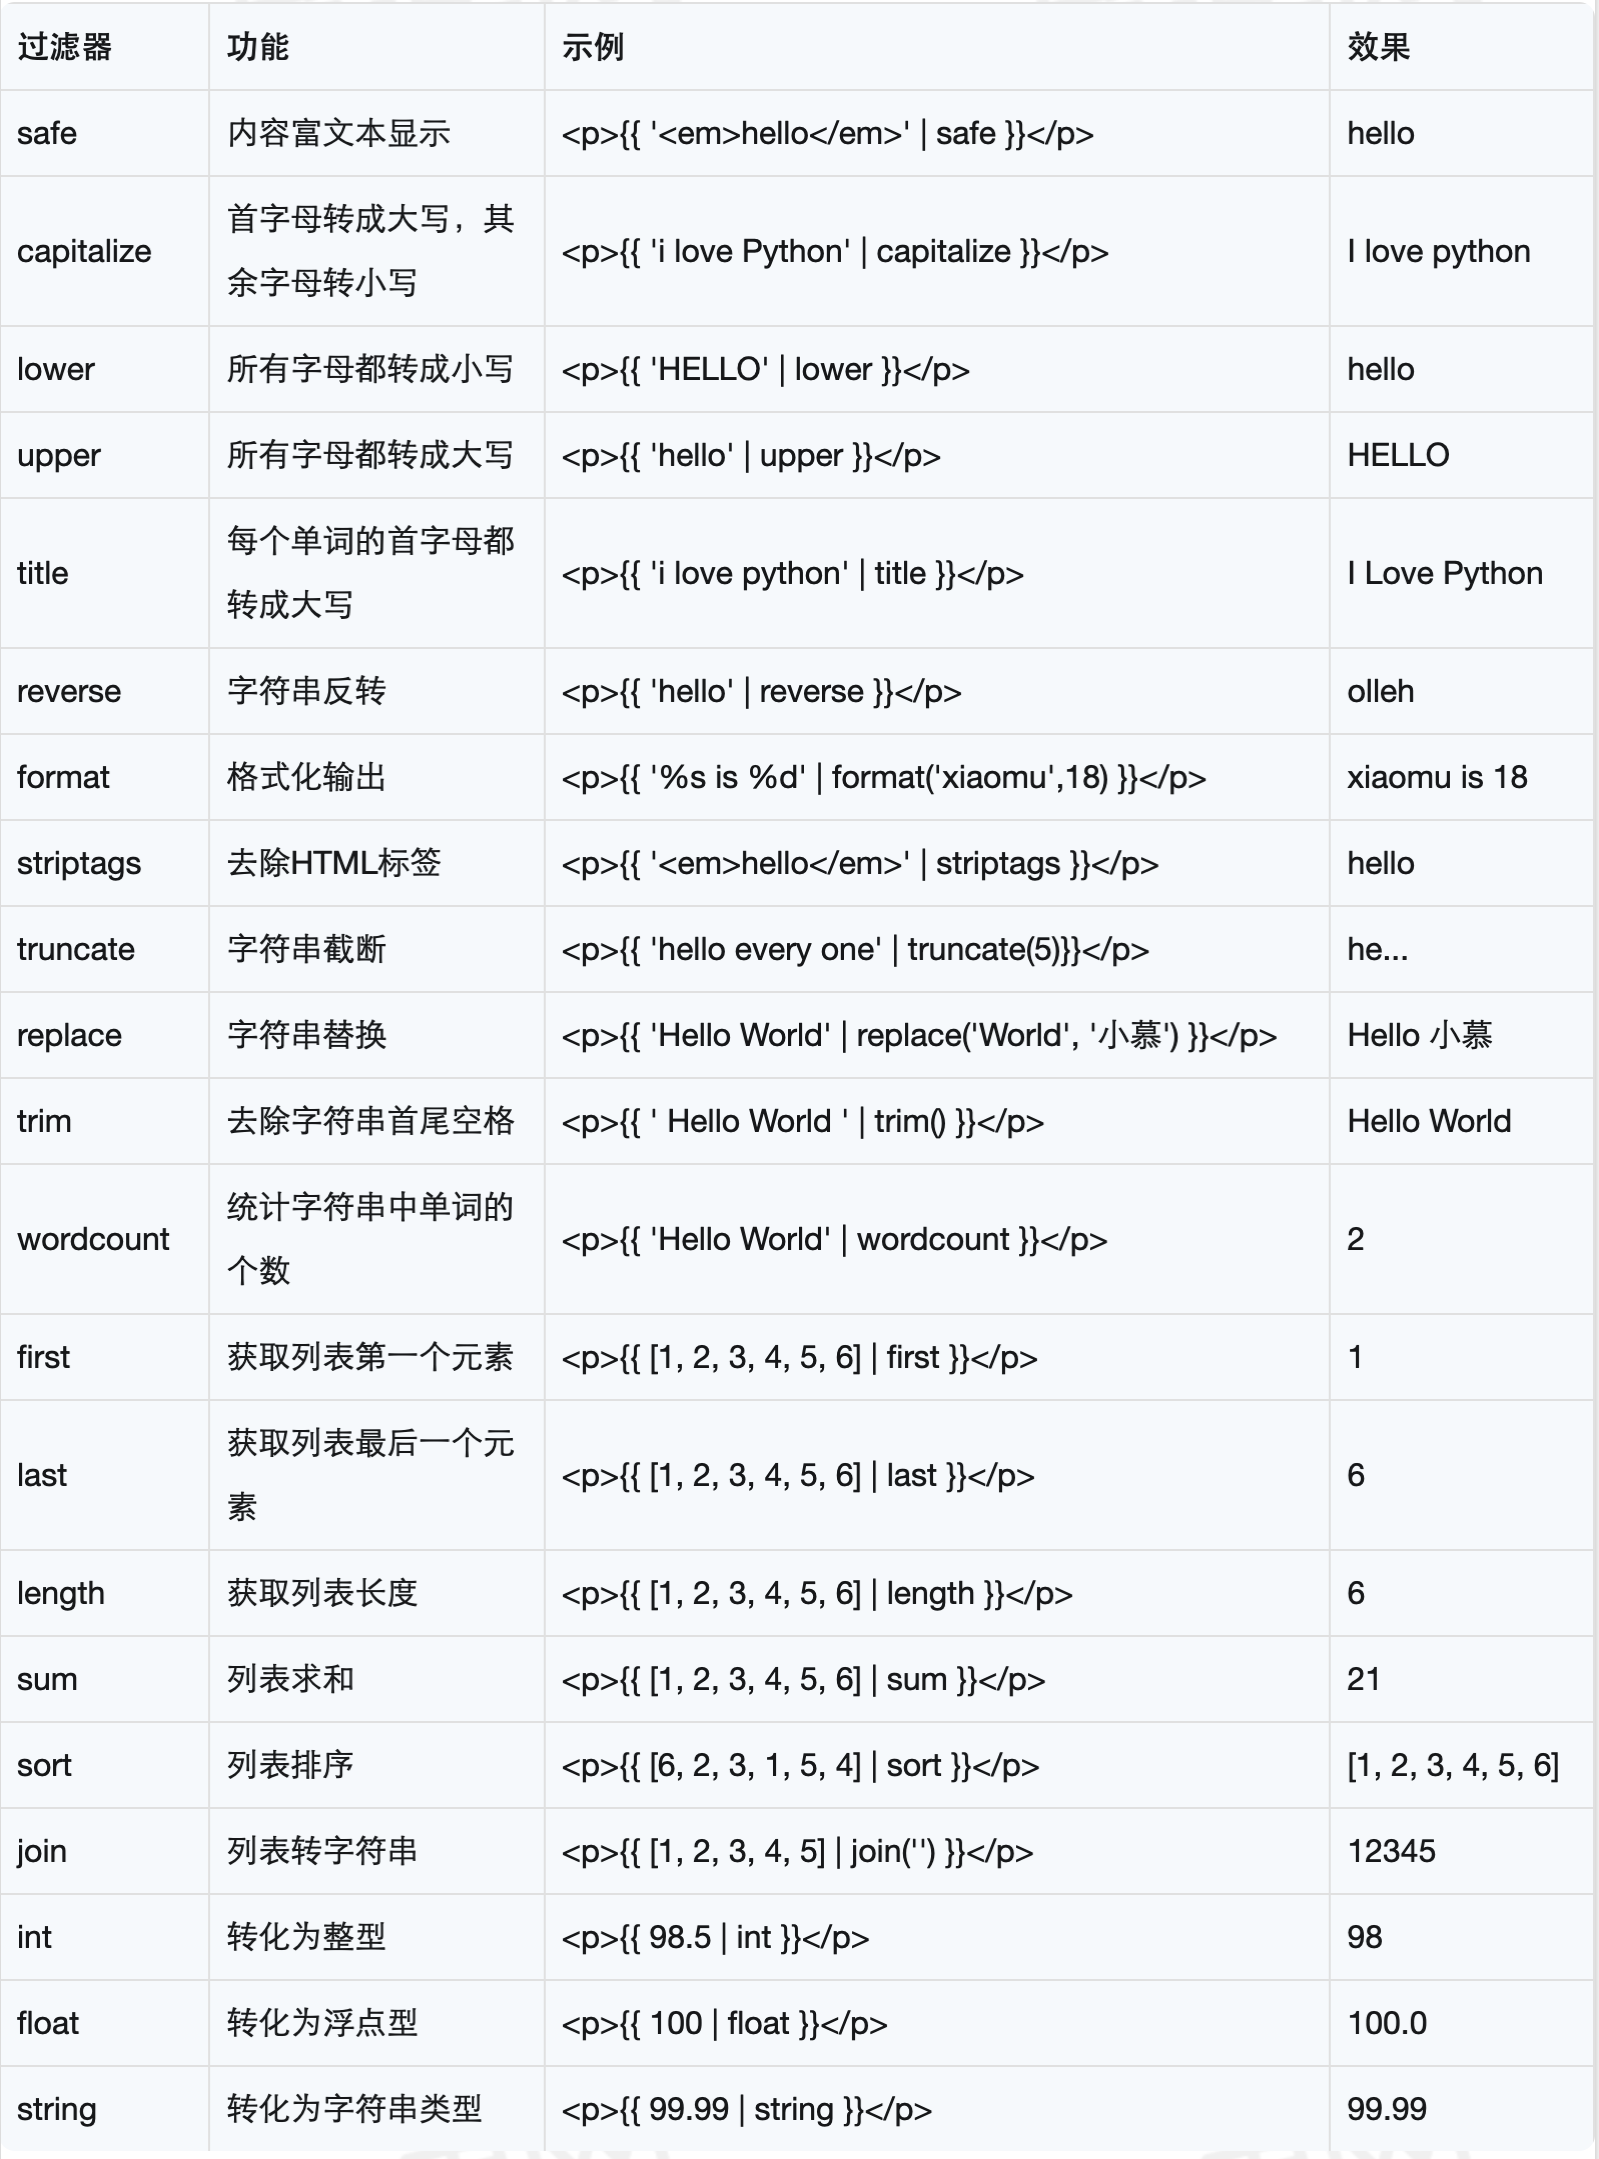 过滤器 功能 示例 效果
safe 内容富文本显示 <p>{{ '<em>hello</em>' | safe }}</p> hello
capitalize 首字母转成大写，其
余字母转小写 <p>{{ 'i love Python' | capitalize }}</p> I love python
lower 所有字母都转成小写 <p>{{ 'HELLO' | lower }}</p> hello
upper 所有字母都转成大写 <p>{{ 'hello' | upper }}</p> HELLO
title 每个单词的首字母都
转成大写 <p>{{ 'i love python' | title }}</p> I Love Python
reverse 字符串反转 <p>{{ 'hello' | reverse }}</p> olleh
format 格式化输出 <p>{{ '%s is %d' | format('xiaomu',18) }}</p> xiaomu is 18
striptags 去除HTML标签 <p>{{ '<em>hello</em>' | striptags }}</p> hello
truncate 字符串截断 <p>{{ 'hello every one' | truncate(5)}}</p> he...
replace 字符串替换 <p>{{ 'Hello World' | replace('World', '小慕') }}</p> Hello 小慕
trim 去除字符串首尾空格 <p>{{ ' Hello World ' | trim() }}</p> Hello World
wordcount 统计字符串中单词的
个数 <p>{{ 'Hello World' | wordcount }}</p> 2
first 获取列表第一个元素 <p>{{ [1, 2, 3, 4, 5, 6] | first }}</p> 1
last 获取列表最后一个元
素 <p>{{ [1, 2, 3, 4, 5, 6] | last }}</p> 6
length 获取列表长度 <p>{{ [1, 2, 3, 4, 5, 6] | length }}</p> 6
sum 列表求和 <p>{{ [1, 2, 3, 4, 5, 6] | sum }}</p> 21
sort 列表排序 <p>{{ [6, 2, 3, 1, 5, 4] | sort }}</p> [1, 2, 3, 4, 5, 6]
join 列表转字符串 <p>{{ [1, 2, 3, 4, 5] | join('') }}</p> 12345
int 转化为整型 <p>{{ 98.5 | int }}</p> 98
float 转化为浮点型 <p>{{ 100 | float }}</p> 100.0
string 转化为字符串类型 <p>{{ 99.99 | string }}</p> 99.99